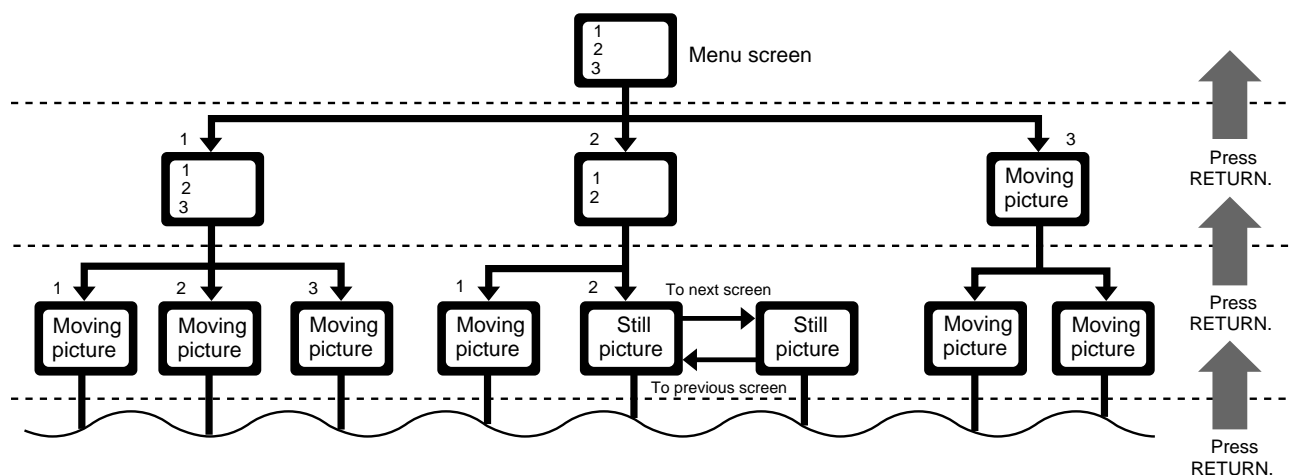 1
2
3
Menu screen
1
2
3
Press
RETURN.
1
2
3
1
2
Moving
picture
1
2
3
1
2
To next screen
Moving
picture
Moving
picture
Moving
picture
Moving
picture
Still
picture
Still
picture
Moving
picture
Moving
picture
Press
RETURN.
To previous screen
Press
RETURN.